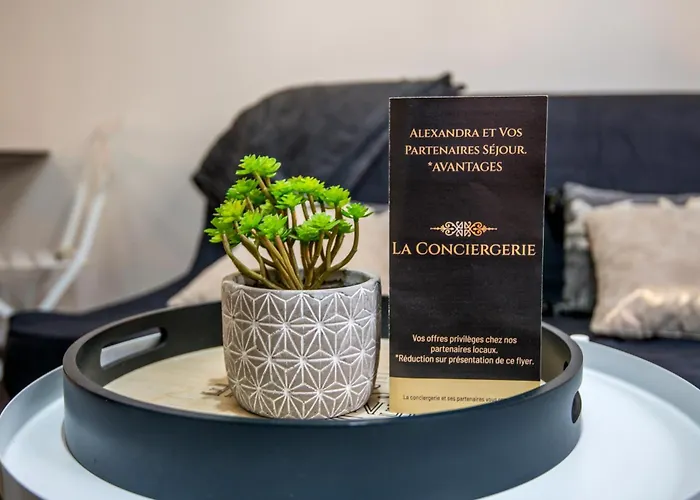 Alexandra et Vos
Partenaires Séjour.
*AVANTAGES
La Conciergerie
Vos offres privilèges chez nos
partenaires locaux.
*Réduction sur présentation de ce flyer.
La conciergerie et ses partenaires vous